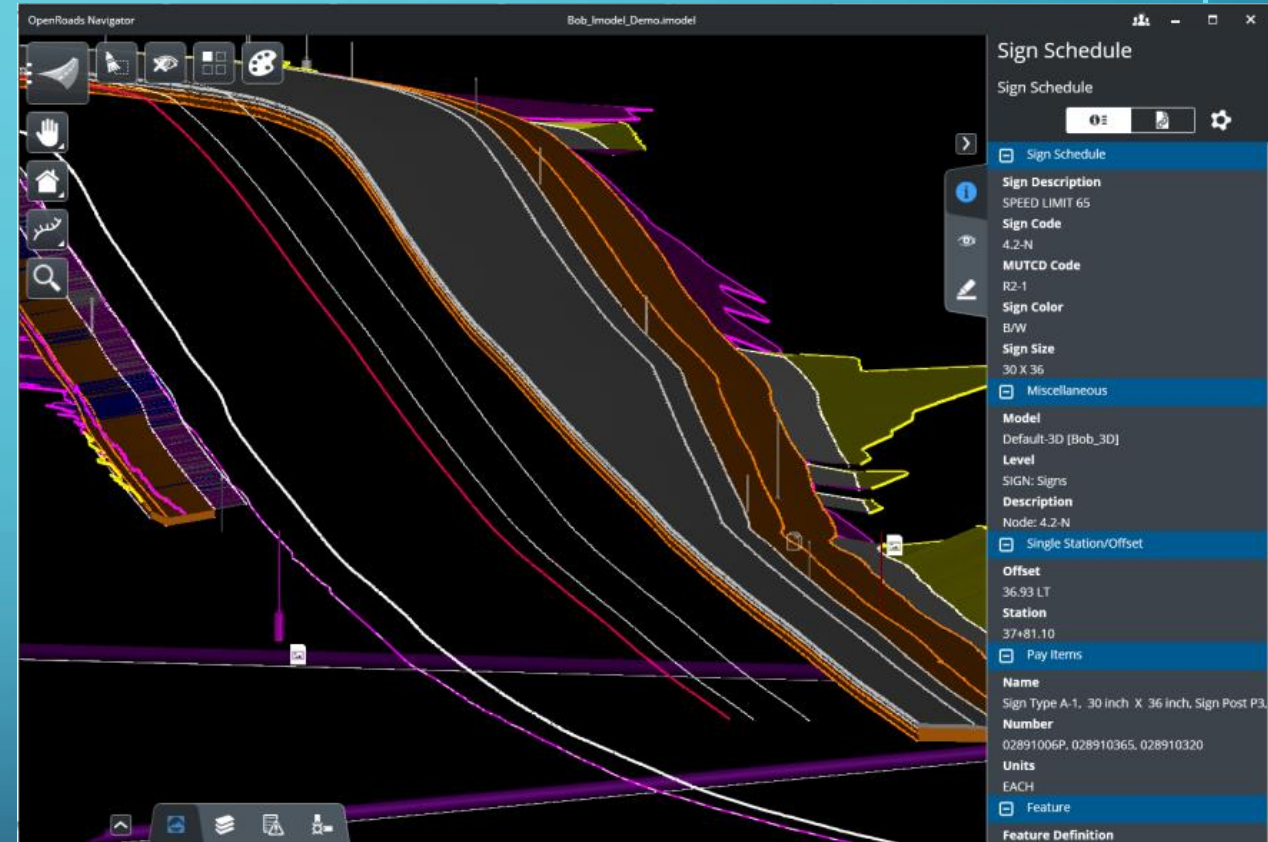 OpenRoads Navigator
Bob_Imodel_Demo.imodel
Sign Schedule
Sign Schedule
Sign Schedule
Sign Description
SPEED LIMIT 65
Sign Code
4.2-N
MUTCD Code
R2-1
Sign Color
B/W
Sign Size
30 X 36
Miscellaneous
Model
Default-3D [Bob_3D]
Level
SIGN: Signs
Description
Node: 4.2-N
Single Station/Offset
Offset
36.93 LT
Station
37+81.10
Pay Items
Name
Sign Type A-1, 30 inch X 36 inch, Sign Post P3,
Number
02891006P, 028910365, 028910320
Units
EACH
Feature
Feature Definition